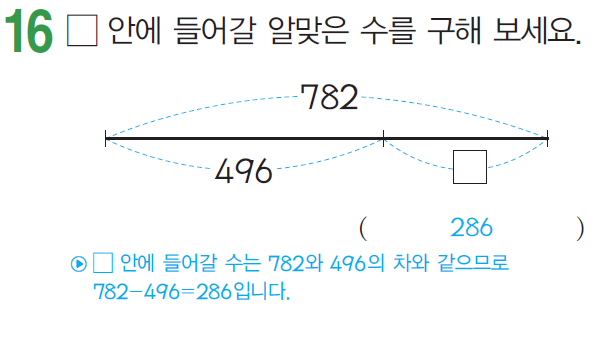 16 □ 안에 들어갈 알맞은 수를 구해 보세요.
782
496 □
( 286 )
▶ □ 안에 들어갈 수는 782와 496의 차와 같으므로
782-496=286입니다.